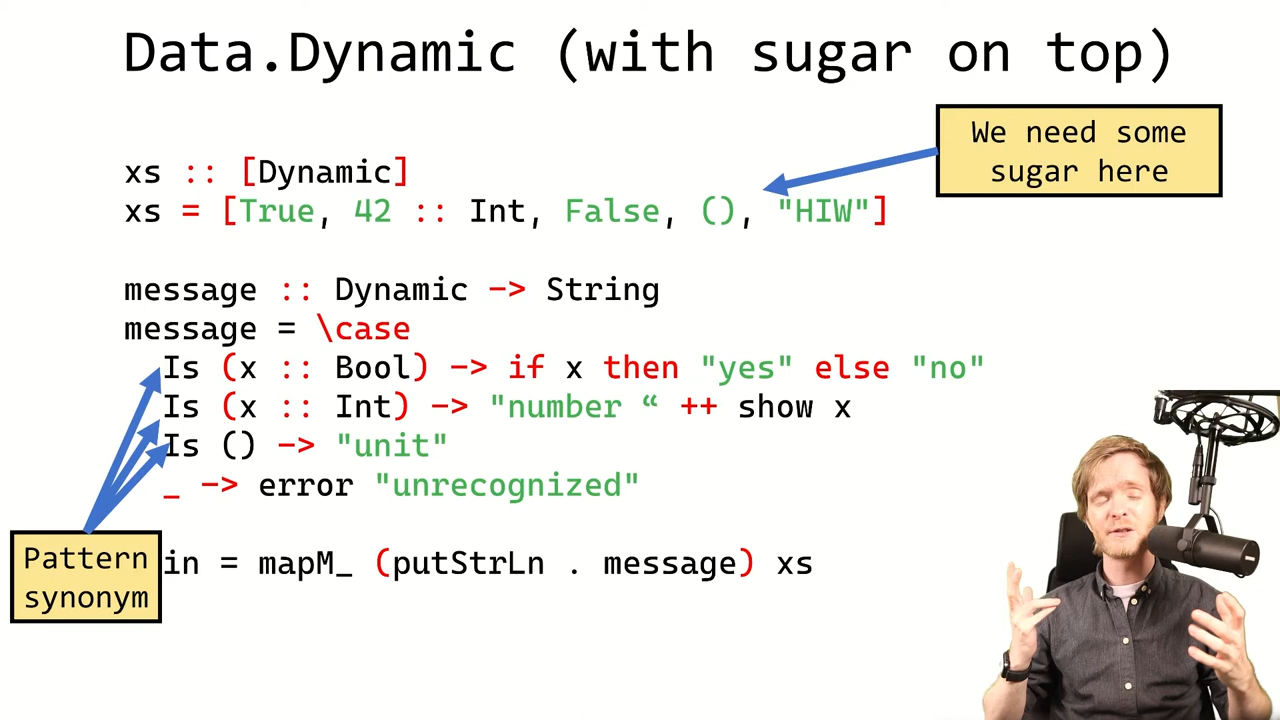 Data.Dynamic (with sugar on top)
We need some
sugar here
xs :: [Dynamic]
xs = [True, 42 :: Int, False, (), "HIW"]
message :: Dynamic -> String
message = \case
Is (x :: Bool) -> if x then "yes" else "no"
Is (x :: Int) -> "number “ ++ show x
Is () -> "unit"
_ -> error "unrecognized"
Pattern
synonym
in = mapM_ (putStrLn . message) xs